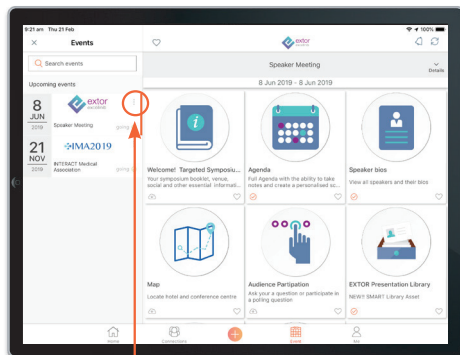 9:21 am Thu 21 Feb
100%
Events
extor
Search events
Speaker Meeting
Details
Upcoming events
8 Jun 2019 - 8 Jun 2019
8
JUN
2019
extor
Speaker Meeting
going
21
NOV
2019
IMA2019
INTERACT Medical
Association
going
Welcome! Targeted Symposiu...
Your symposium booklet, venue,
social and other essential informati...
Agenda
Full Agenda with the ability to take
notes and create a personalised sc...
Speaker bios
View all speakers and their bios
Map
Locate hotel and conference centre
Audience Partipation
Ask your a question or participate in
a polling question
EXTOR Presentation Library
NEW!! SMART Library Asset
Home
Connections
Event
Me